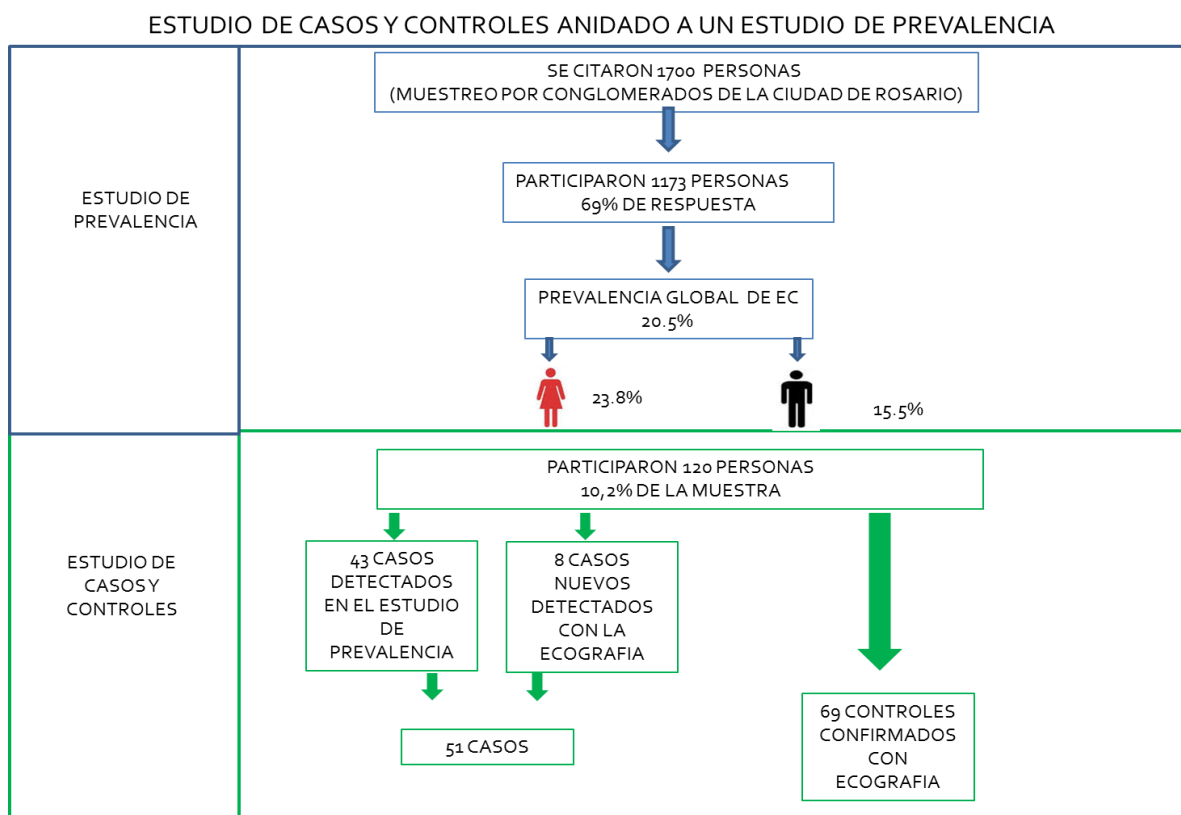 ESTUDIO DE CASOS Y CONTROLES ANIDADO A UN ESTUDIO DE PREVALENCIA
SE CITARON 1700 PERSONAS
(MUESTREO POR CONGLOMERADOS DE LA CIUDAD DE ROSARIO)
ESTUDIO DE
PREVALENCIA
PARTICIPARON 1173 PERSONAS
69% DE RESPUESTA
PREVALENCIA GLOBAL DE EC
20.5%
23.8%
15.5%
PARTICIPARON 120 PERSONAS
10,2% DE LA MUESTRA
ESTUDIO DE
CASOS Y
CONTROLES
43 CASOS
DETECTADOS
EN EL ESTUDIO
DE
PREVALENCIA
8 CASOS
NUEVOS
DETECTADOS
CON LA
ECOGRAFIA
51 CASOS
69 CONTROLES
CONFIRMADOS
CON
ECOGRAFIA